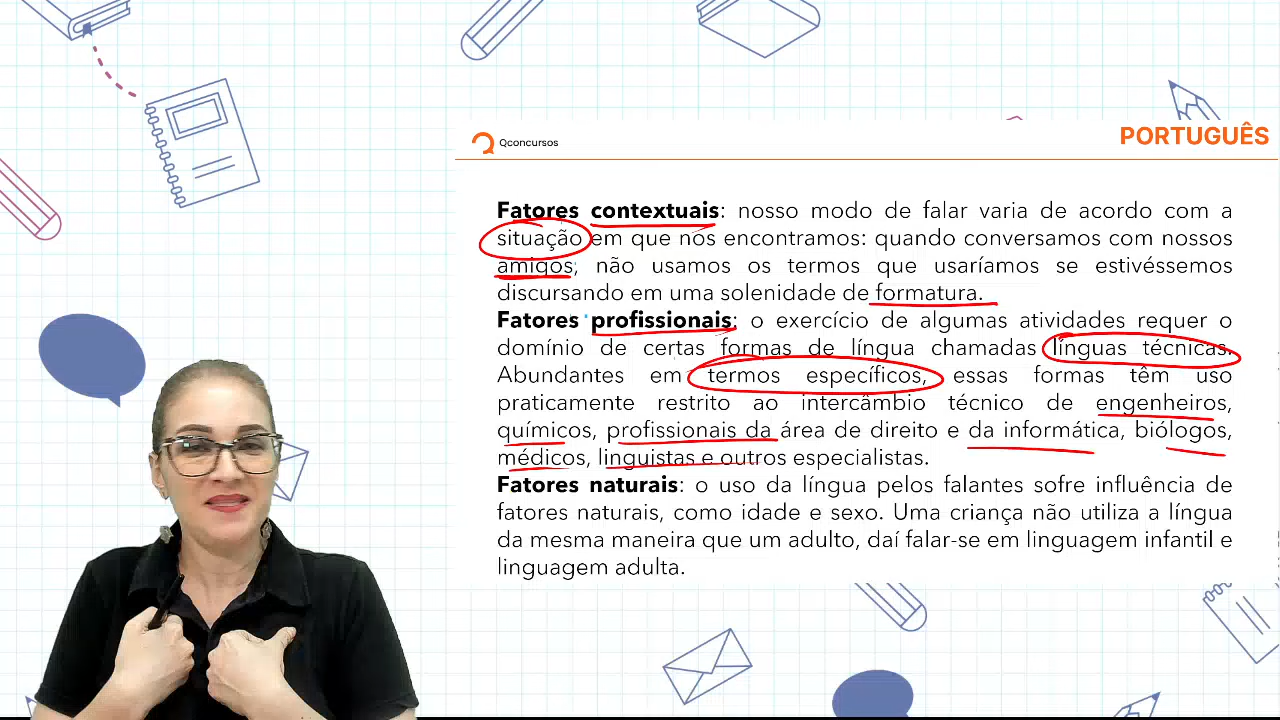 Qconcursos
PORTUGUÊS
Fatores contextuais: nosso modo de falar varia de acordo com a
situação em que nos encontramos: quando conversamos com nossos
amigos, não usamos os termos que usaríamos se estivéssemos
discursando em uma solenidade de formatura.
Fatores profissionais: o exercício de algumas atividades requer o
domínio de certas formas de língua chamadas línguas técnicas.
Abundantes em termos específicos, essas formas têm uso
praticamente restrito ao intercâmbio técnico de engenheiros,
químicos, profissionais da área de direito e da informática, biólogos,
médicos, linguistas e outros especialistas.
Fatores naturais: o uso da língua pelos falantes sofre influência de
fatores naturais, como idade e sexo. Uma criança não utiliza a língua
da mesma maneira que um adulto, daí falar-se em linguagem infantil e
linguagem adulta.